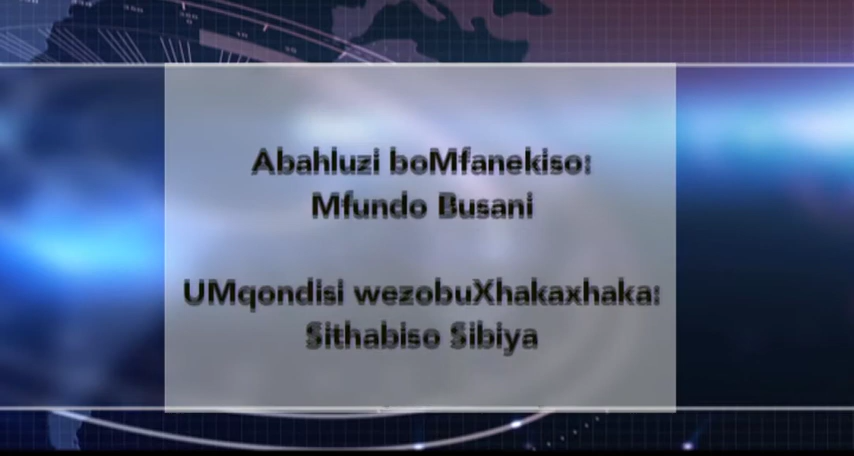 Abahluzi boMfanekiso:
Mfundo Busani
UMqondisi wezobuXhakaxhaka:
Sithabiso Sibiya